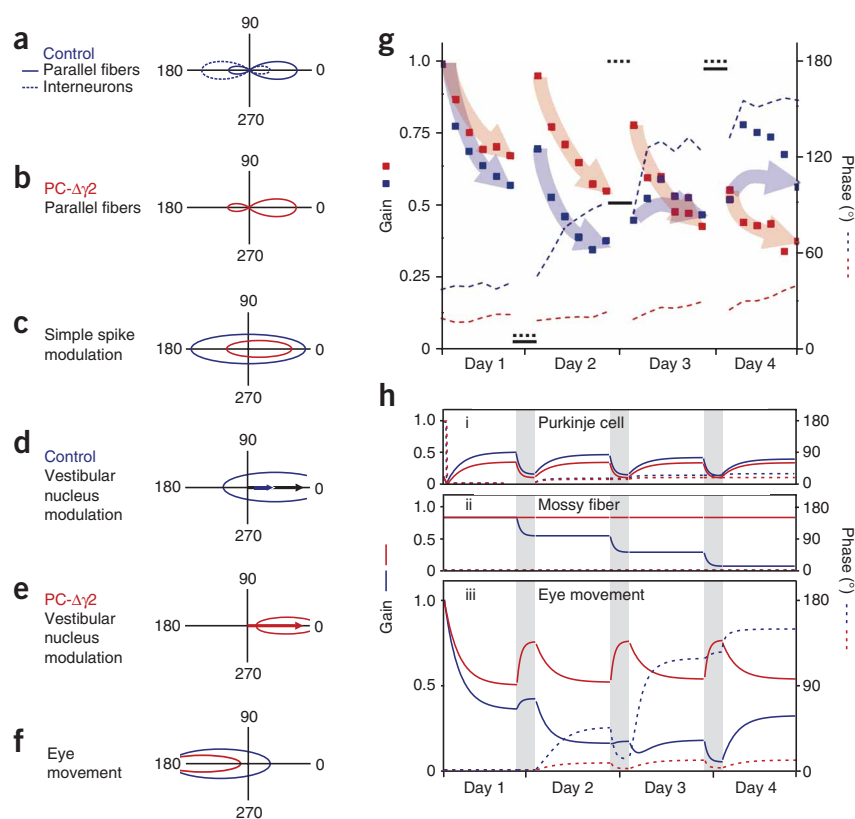 a
Control
Parallel fibers
Interneurons
90
180
0
270
b
PC-Δγ2
Parallel fibers
90
180
0
270
c
Simple spike
modulation
90
180
0
270
d
Control
Vestibular
nucleus
modulation
90
180
0
270
e
PC-Δγ2
Vestibular
nucleus
modulation
90
180
0
270
f
Eye
movement
90
180
0
270
g
1.0
0.75
0.5
0.25
0
Gain
180
120
60
0
Phase (°)
Day 1
Day 2
Day 3
Day 4
h
i
Purkinje cell
1.0
0.5
0
180
90
0
ii
Mossy fiber
1.0
0.5
0
180
90
0
iii
Eye movement
1.0
0.5
0
180
90
0
Gain
Phase (°)
Day 1
Day 2
Day 3
Day 4